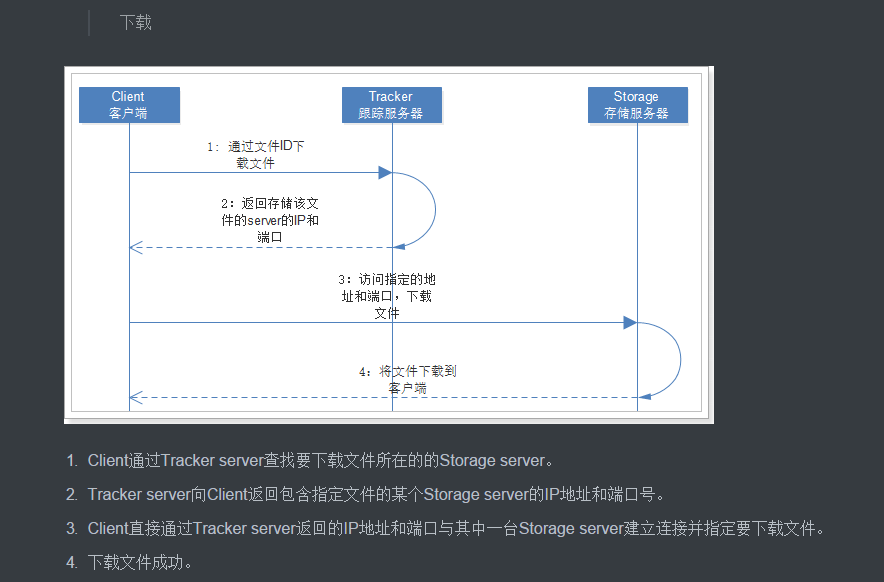 下载
Client
客户端
Tracker
跟踪服务器
Storage
存储服务器
1: 通过文件ID下
载文件
2: 返回存储该文
件的server的IP和
端口
3: 访问指定的地
址和端口，下载
文件
4: 将文件下载到
客户端
1. Client通过Tracker server查找要下载文件所在的的Storage server。
2. Tracker server向Client返回包含指定文件的某个Storage server的IP地址和端口号。
3. Client直接通过Tracker server返回的IP地址和端口与其中一台Storage server建立连接并指定要下载文件。
4. 下载文件成功。